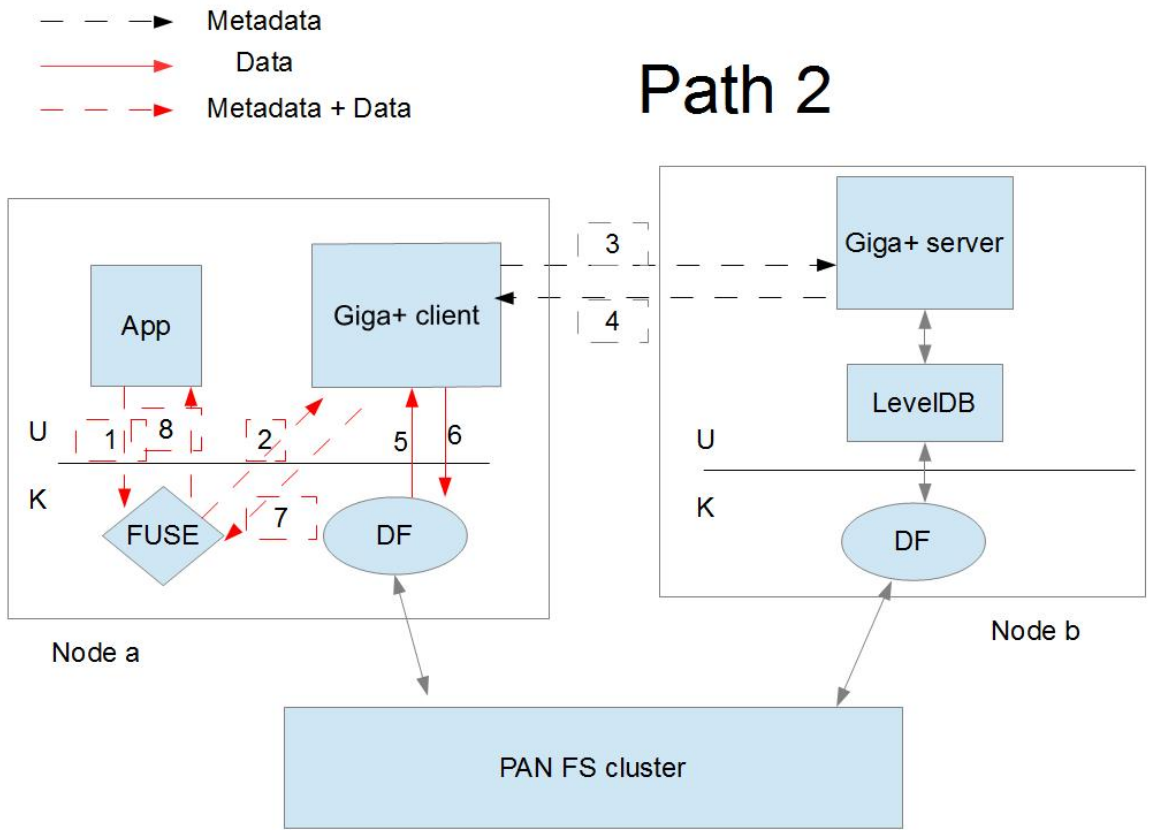 Metadata
Data
Metadata + Data
Path 2
3
Giga+ server
App
Giga+ client
4
LevelDB
U
1
8
2
5
6
U
K
K
7
FUSE
DF
DF
Node a
Node b
PAN FS cluster